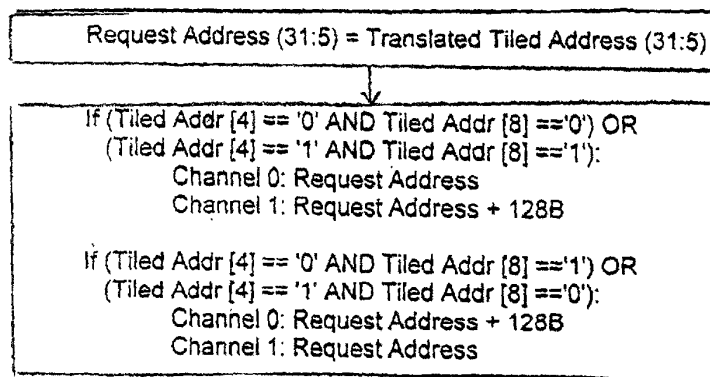 Request Address (31:5) = Translated Tiled Address (31:5)
If (Tiled Addr [4] == '0' AND Tiled Addr [8] =='0') OR
(Tiled Addr [4] == '1' AND Tiled Addr [8] =='1'):
Channel 0: Request Address
Channel 1: Request Address + 128B
If (Tiled Addr [4] == '0' AND Tiled Addr [8] =='1') OR
(Tiled Addr [4] == '1' AND Tiled Addr [8] =='0'):
Channel 0: Request Address + 128B
Channel 1: Request Address